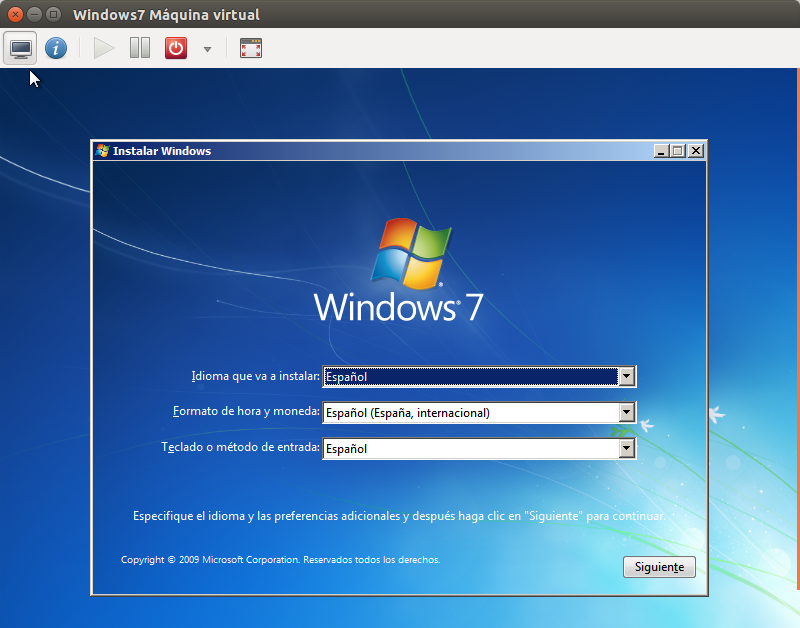 Windows7 Máquina virtual
Instalar Windows
Windows® 7
Idioma que va a instalar: Español
Formato de hora y moneda: Español (España, internacional)
Teclado o método de entrada: Español
Especifique el idioma y las preferencias adicionales y después haga clic en "Siguiente" para continuar.
Copyright © 2009 Microsoft Corporation. Reservados todos los derechos.
Siguiente